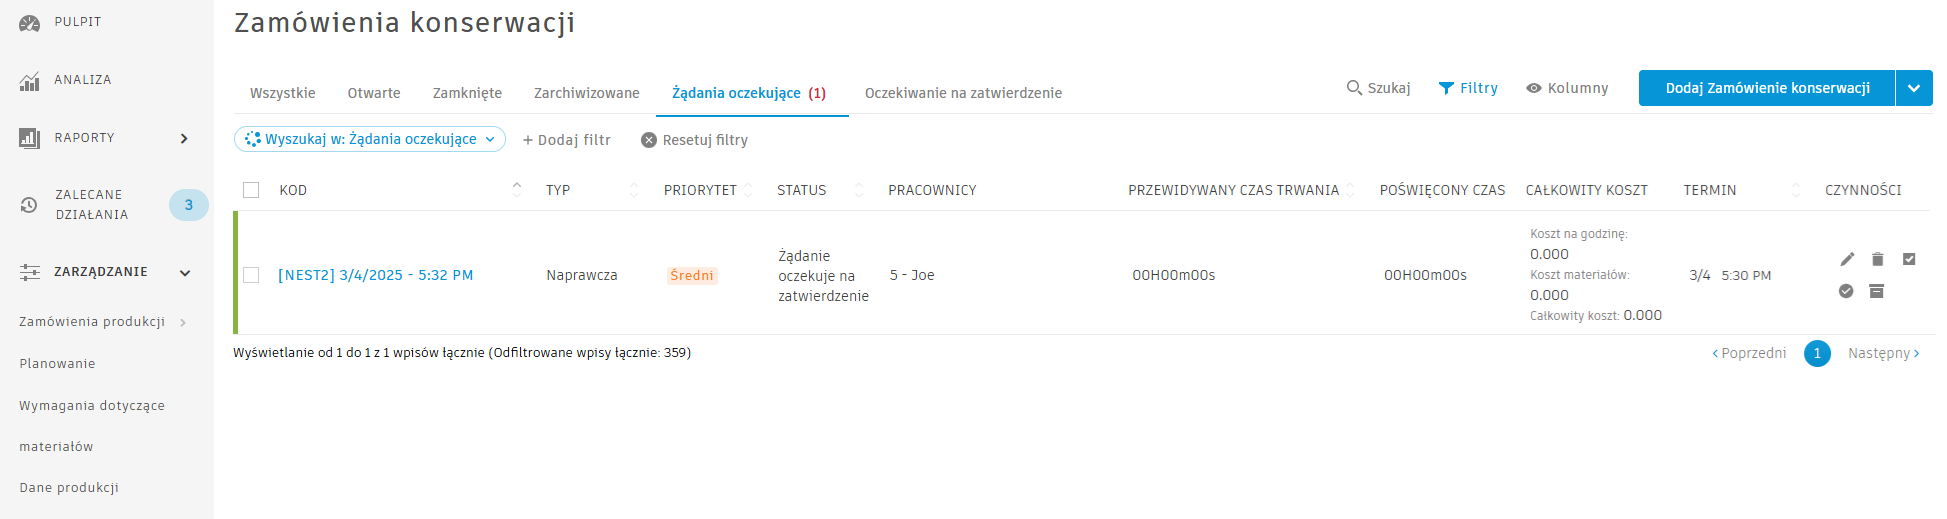 PULPIT
ANALIZA
RAPORTY
ZALECANE
DZIAŁANIA
3
ZARZĄDZANIE
Zamówienia produkcji
Planowanie
Wymagania dotyczące
materiałów
Dane produkcji
Zamówienia konserwacji
Wszystkie Otwarte Zamknięte Zarchiwizowane Żądania oczekujące (1) Oczekiwanie na zatwierdzenie
Szukaj Filtry Kolumny Dodaj Zamówienie konserwacji
Wyszukaj w: Żądania oczekujące + Dodaj filtr Resetuj filtry
KOD TYP PRIORYTET STATUS PRACOWNICY PRZEWIDYWANY CZAS TRWANIA POŚWIĘCONY CZAS CAŁKOWITY KOSZT TERMIN CZYNNOŚCI
[NEST2] 3/4/2025 - 5:32 PM
Naprawcza
Średni
Żądanie
oczekuje na
zatwierdzenie
5 - Joe
00H00m00s
00H00m00s
Koszt na godzinę:
0.000
Koszt materiałów:
0.000
Całkowity koszt: 0.000
3/4 5:30 PM
Wyświetlanie od 1 do 1 z 1 wpisów łącznie (Odfiltrowane wpisy łącznie: 359)
Poprzedni 1 Następny